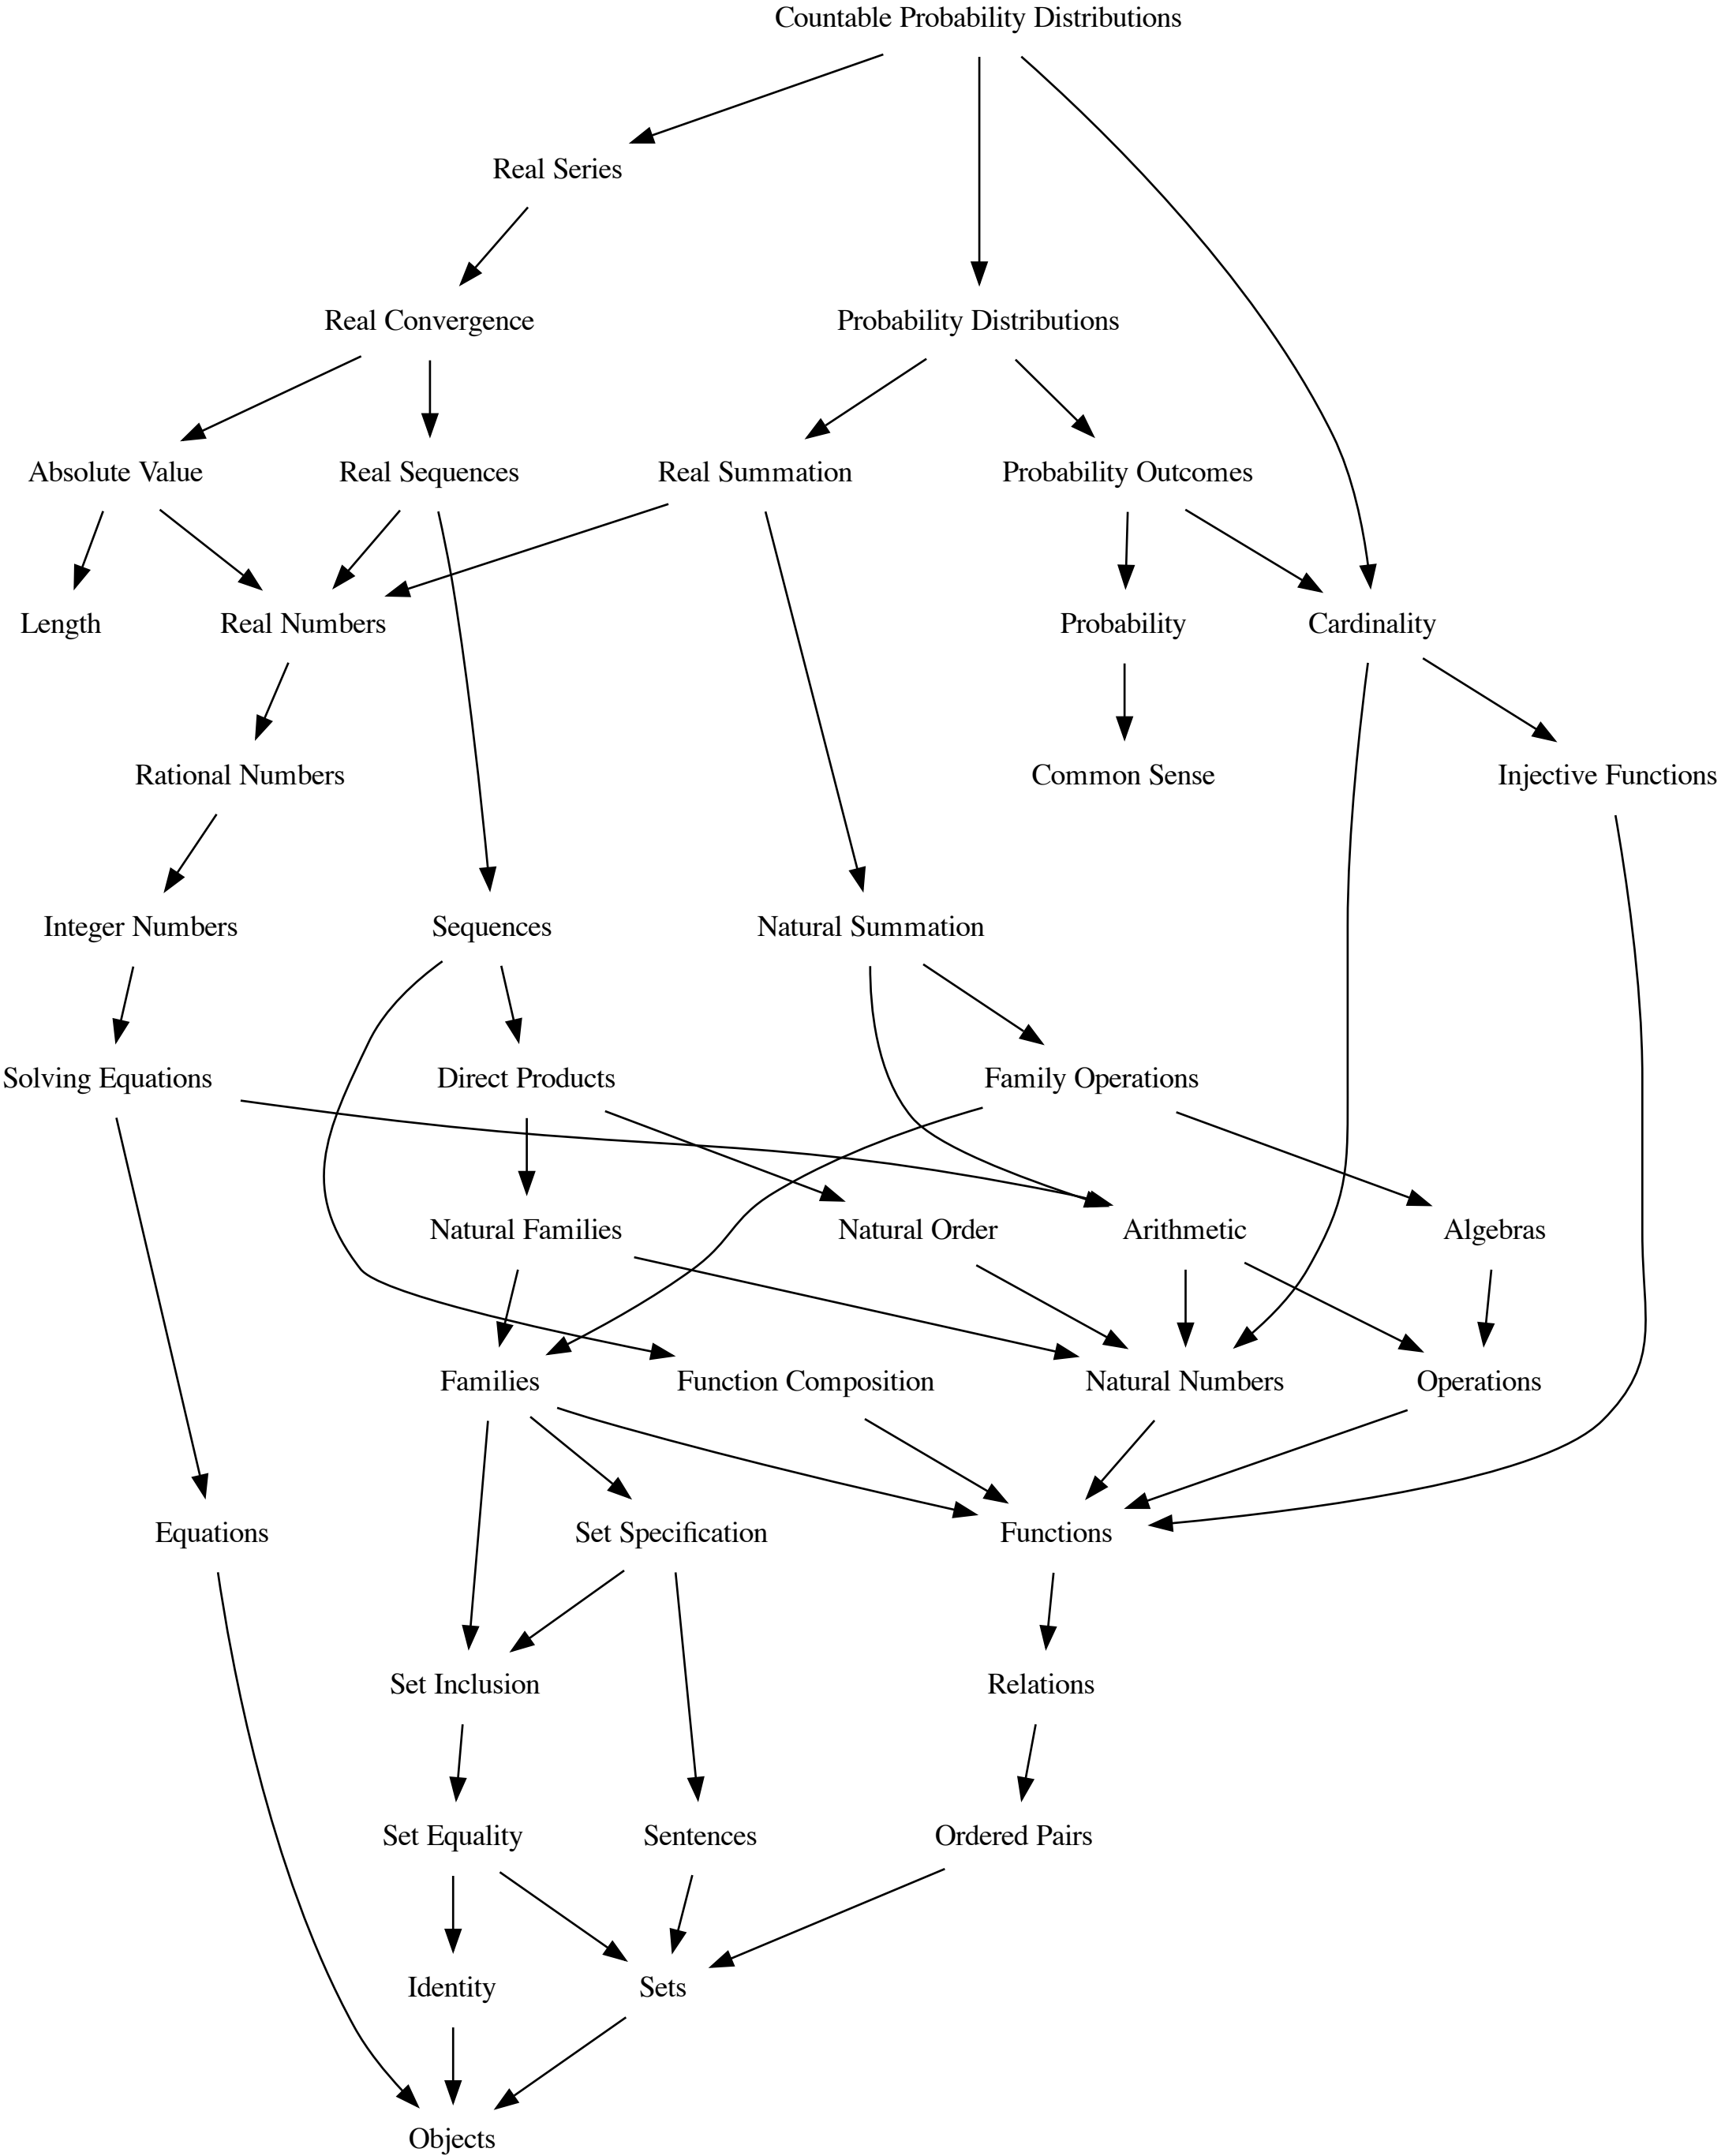 Countable Probability Distributions
Real Series
Real Convergence
Probability Distributions
Absolute Value
Real Sequences
Real Summation
Probability Outcomes
Length
Real Numbers
Probability
Cardinality
Rational Numbers
Common Sense
Injective Functions
Integer Numbers
Sequences
Natural Summation
Solving Equations
Direct Products
Family Operations
Natural Families
Natural Order
Arithmetic
Algebras
Families
Function Composition
Natural Numbers
Operations
Equations
Set Specification
Functions
Set Inclusion
Relations
Set Equality
Sentences
Ordered Pairs
Identity
Sets
Objects